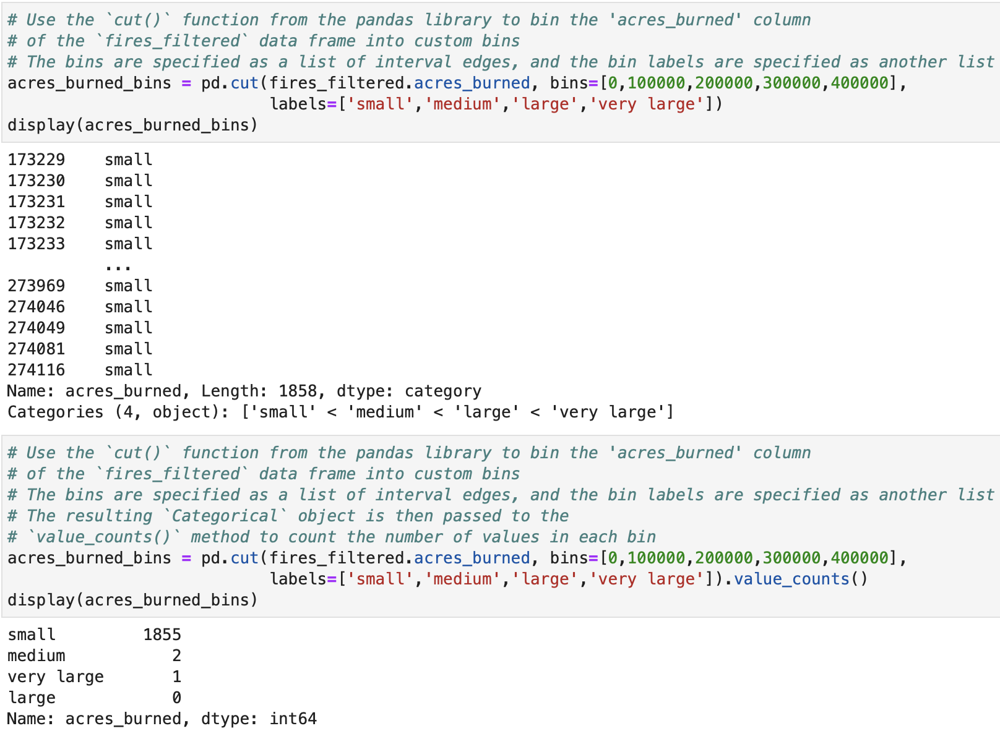 # Use the `cut()` function from the pandas library to bin the 'acres_burned' column
# of the `fires_filtered` data frame into custom bins
# The bins are specified as a list of interval edges, and the bin labels are specified as another list
acres_burned_bins = pd.cut(fires_filtered.acres_burned, bins=[0,100000,200000,300000,400000],
                           labels=['small','medium','large','very large'])
display(acres_burned_bins)
173229    small
173230    small
173231    small
173232    small
173233    small
          ...
273969    small
274046    small
274049    small
274081    small
274116    small
Name: acres_burned, Length: 1858, dtype: category
Categories (4, object): ['small' < 'medium' < 'large' < 'very large']
# Use the `cut()` function from the pandas library to bin the 'acres_burned' column
# of the `fires_filtered` data frame into custom bins
# The bins are specified as a list of interval edges, and the bin labels are specified as another list
# The resulting `Categorical` object is then passed to the
# `value_counts()` method to count the number of values in each bin
acres_burned_bins = pd.cut(fires_filtered.acres_burned, bins=[0,100000,200000,300000,400000],
                           labels=['small','medium','large','very large']).value_counts()
display(acres_burned_bins)
small         1855
medium           2
very large       1
large            0
Name: acres_burned, dtype: int64